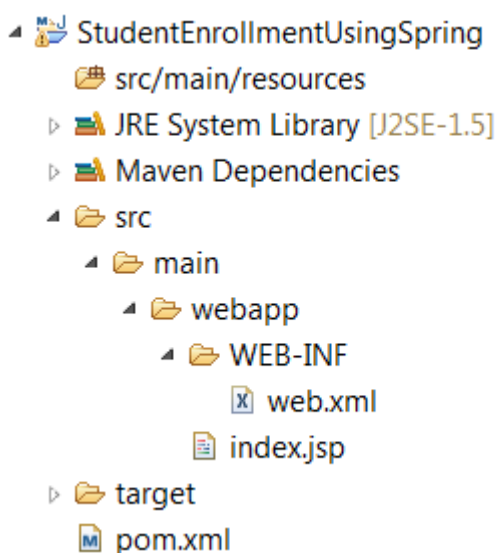 StudentEnrollmentUsingSpring
src/main/resources
JRE System Library [J2SE-1.5]
Maven Dependencies
src
main
webapp
WEB-INF
web.xml
index.jsp
target
pom.xml